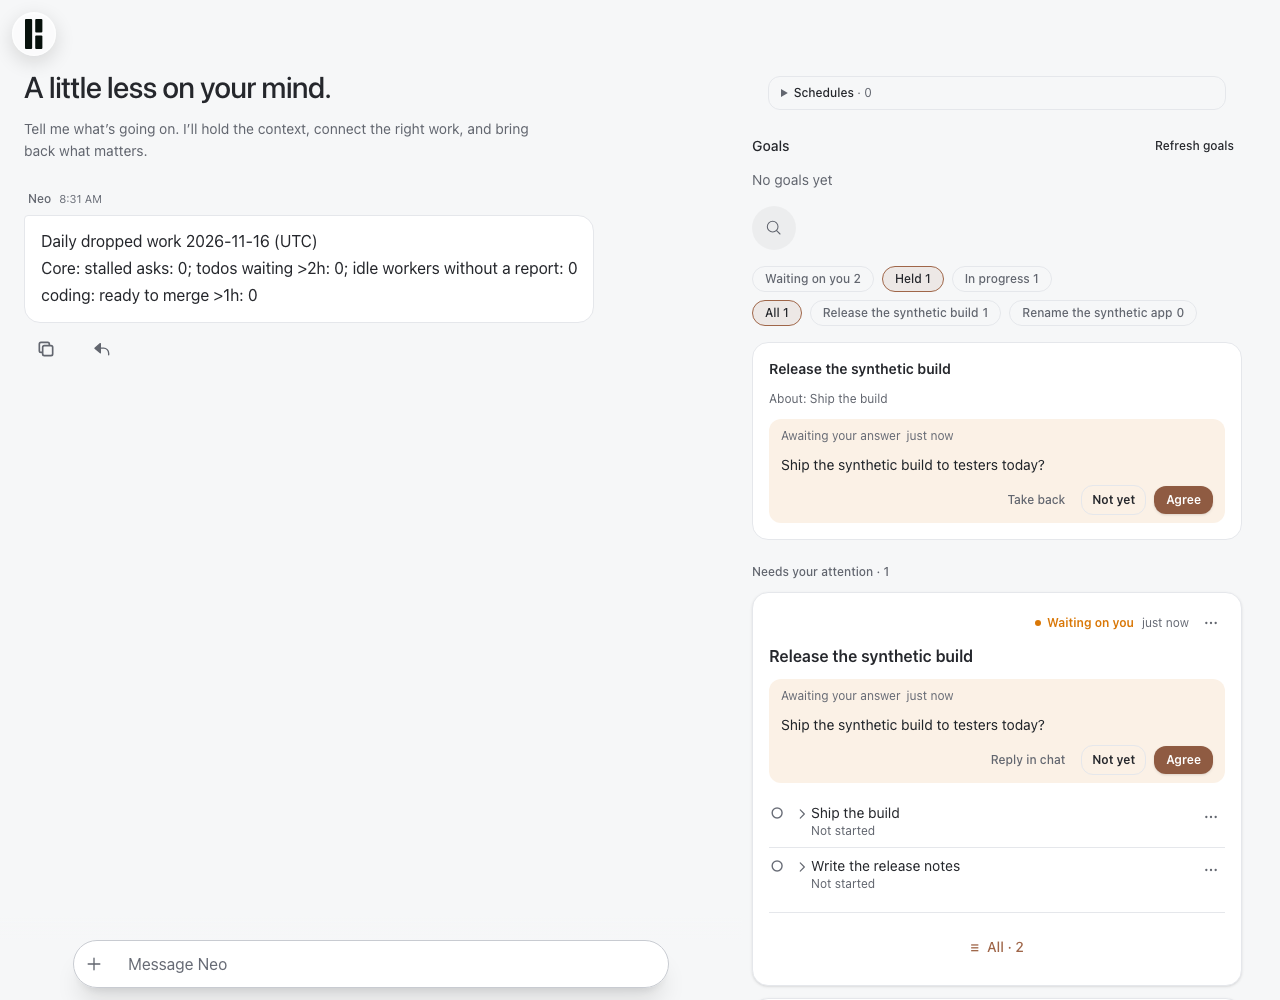 A little less on your mind.
Tell me what’s going on. I’ll hold the context, connect the right work, and bring
back what matters.
Neo 8:31 AM
Daily dropped work 2026-11-16 (UTC)
Core: stalled asks: 0; todos waiting >2h: 0; idle workers without a report: 0
coding: ready to merge >1h: 0
Message Neo
Schedules · 0
Goals
Refresh goals
No goals yet
Waiting on you 2
Held 1
In progress 1
All 1
Release the synthetic build 1
Rename the synthetic app 0
Release the synthetic build
About: Ship the build
Awaiting your answer just now
Ship the synthetic build to testers today?
Take back
Not yet
Agree
Needs your attention · 1
Waiting on you just now
Release the synthetic build
Awaiting your answer just now
Ship the synthetic build to testers today?
Reply in chat
Not yet
Agree
Ship the build
Not started
Write the release notes
Not started
All · 2